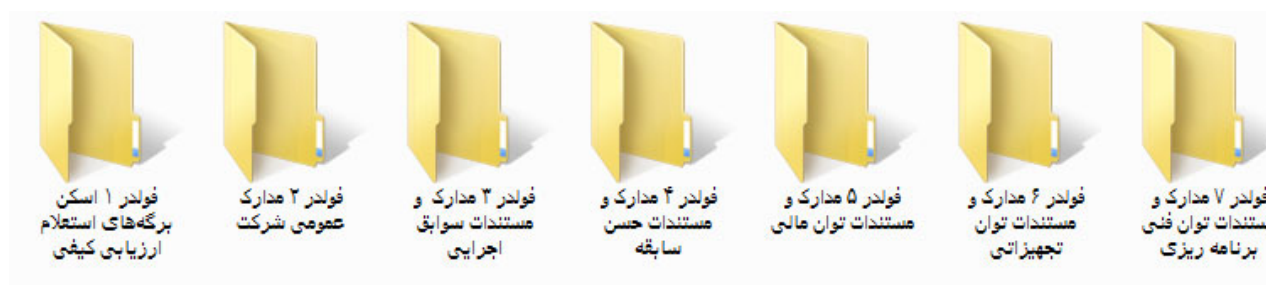 فولدر ۱ اسکن
برگه‌های استعلام
ارزیابی کیفی
فولدر ۲ مدارک
عمومی شرکت
فولدر ۳ مدارک و
مستندات سوابق
اجرایی
فولدر ۴ مدارک و
مستندات حسن
سابقه
فولدر ۵ مدارک و
مستندات توان مالی
فولدر ۶ مدارک و
مستندات توان
تجهیزاتی
فولدر ۷ مدارک و
ستندات توان فنی
برنامه ریزی